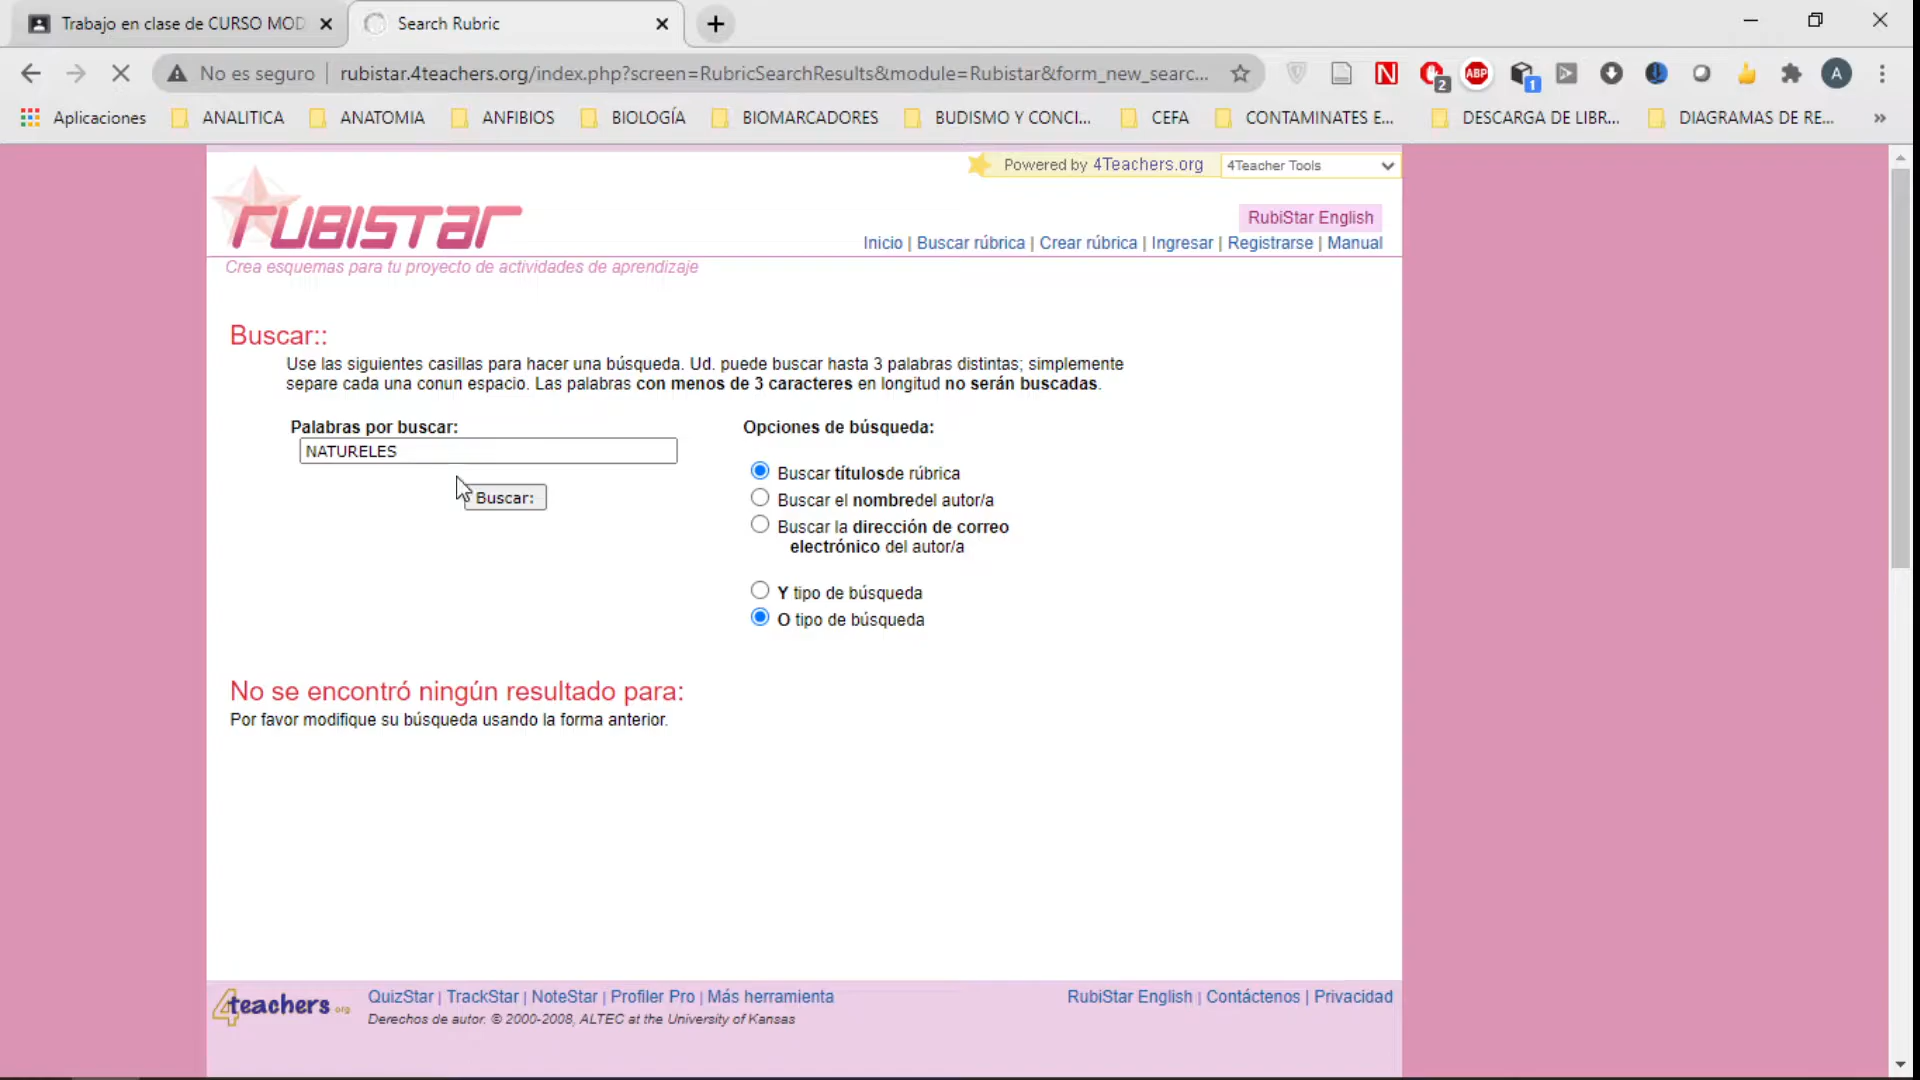 Trabajo en clase de CURSO MOD
Search Rubric
No es seguro
rubistar.4teachers.org/index.php?screen=RubricSearchResults&module=Rubistar&form_new_searc...
2
ABP
1
A
Aplicaciones
ANALITICA
ANATOMIA
ANFIBIOS
BIOLOGÍA
BIOMARCADORES
BUDISMO Y CONCI...
CEFA
CONTAMINATES E...
DESCARGA DE LIBR...
DIAGRAMAS DE RE...
»
Powered by 4Teachers.org
4Teacher Tools
RUBISTAR
RubiStar English
Inicio | Buscar rúbrica | Crear rúbrica | Ingresar | Registrarse | Manual
Crea esquemas para tu proyecto de actividades de aprendizaje
Buscar::
Use las siguientes casillas para hacer una búsqueda. Ud. puede buscar hasta 3 palabras distintas; simplemente
separe cada una conun espacio. Las palabras con menos de 3 caracteres en longitud no serán buscadas.
Palabras por buscar:
NATURELES
Buscar:
Opciones de búsqueda:
Buscar títulosde rúbrica
Buscar el nombredel autor/a
Buscar la dirección de correo
electrónico del autor/a
Y tipo de búsqueda
O tipo de búsqueda
No se encontró ningún resultado para:
Por favor modifique su búsqueda usando la forma anterior.
4teachers.org
QuizStar | TrackStar | NoteStar | Profiler Pro | Más herramienta
Derechos de autor. © 2000-2008, ALTEC at the University of Kansas
RubiStar English | Contáctenos | Privacidad